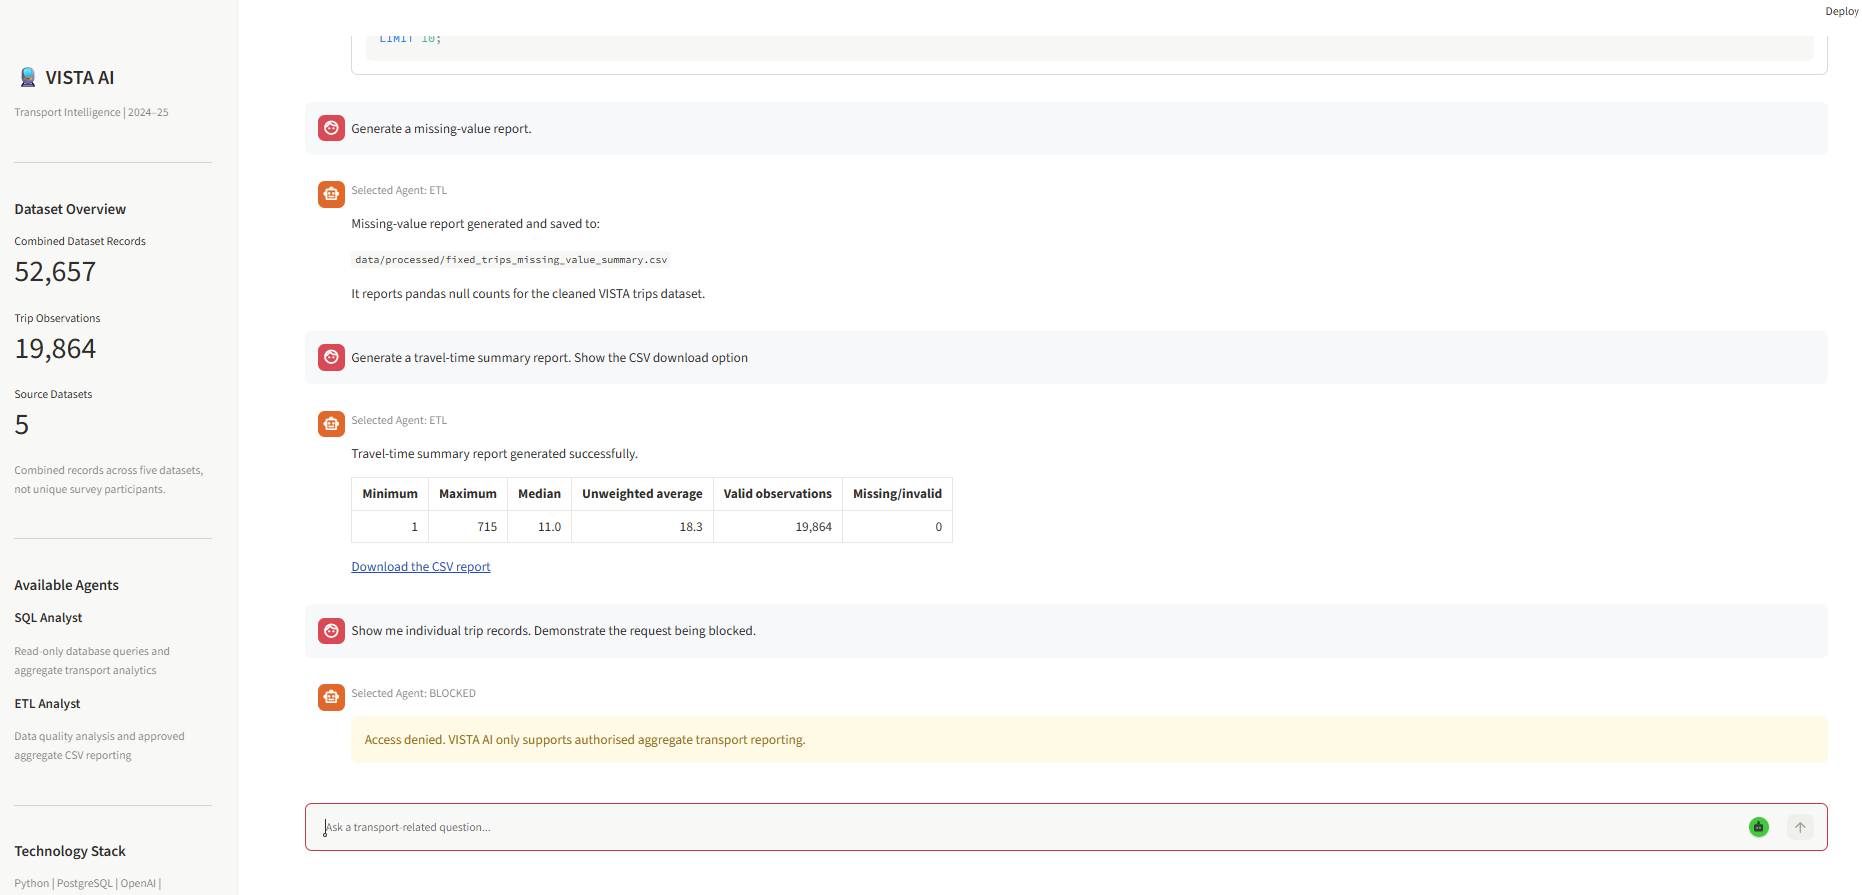 Deploy
VISTA AI
Transport Intelligence | 2024–25
Dataset Overview
Combined Dataset Records
52,657
Trip Observations
19,864
Source Datasets
5
Combined records across five datasets,
not unique survey participants.
Available Agents
SQL Analyst
Read-only database queries and
aggregate transport analytics
ETL Analyst
Data quality analysis and approved
aggregate CSV reporting
Technology Stack
Python | PostgreSQL | OpenAI |
LIMIT 10;
Generate a missing-value report.
Selected Agent: ETL
Missing-value report generated and saved to:
data/processed/fixed_trips_missing_value_summary.csv
It reports pandas null counts for the cleaned VISTA trips dataset.
Generate a travel-time summary report. Show the CSV download option
Selected Agent: ETL
Travel-time summary report generated successfully.
Minimum Maximum Median Unweighted average Valid observations Missing/invalid
1 715 11.0 18.3 19,864 0
Download the CSV report
Show me individual trip records. Demonstrate the request being blocked.
Selected Agent: BLOCKED
Access denied. VISTA AI only supports authorised aggregate transport reporting.
Ask a transport-related question...